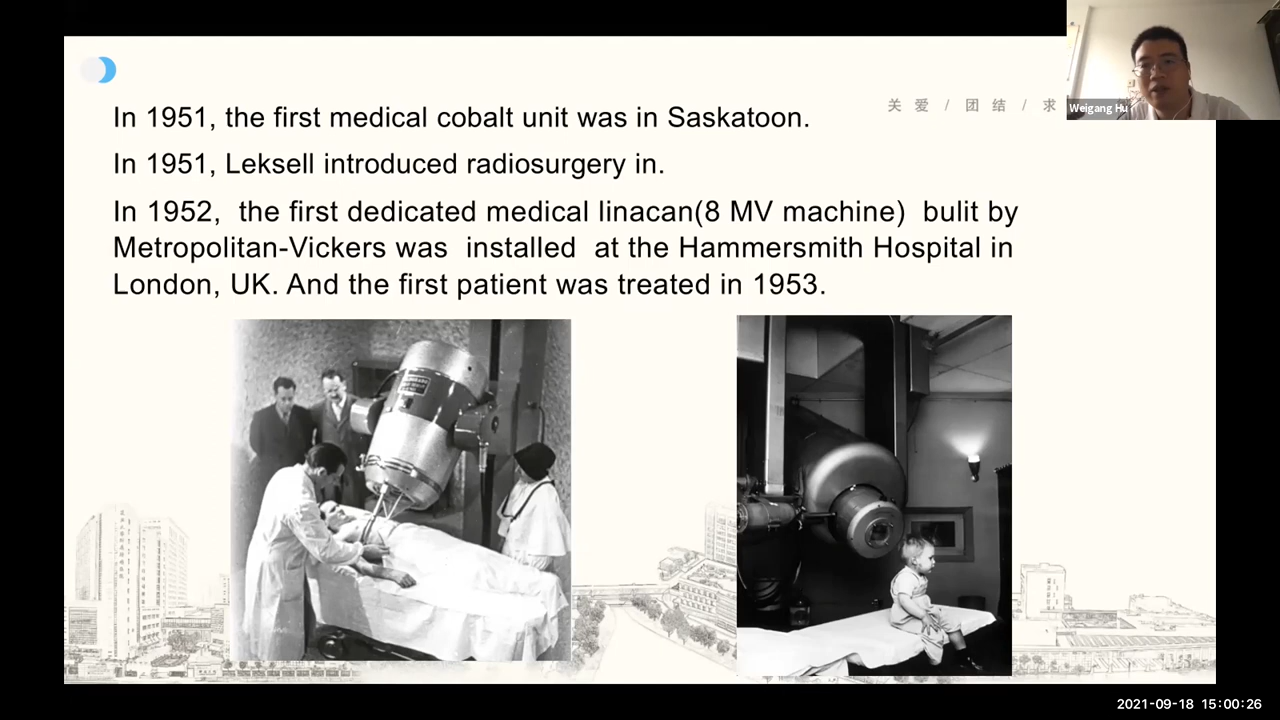 关 爱 / 团 结 / 求
Weigang Hu
In 1951, the first medical cobalt unit was in Saskatoon.
In 1951, Leksell introduced radiosurgery in.
In 1952,  the first dedicated medical linacan(8 MV machine)  bulit by
Metropolitan-Vickers was  installed  at the Hammersmith Hospital in
London, UK. And the first patient was treated in 1953.
2021-09-18 15:00:26